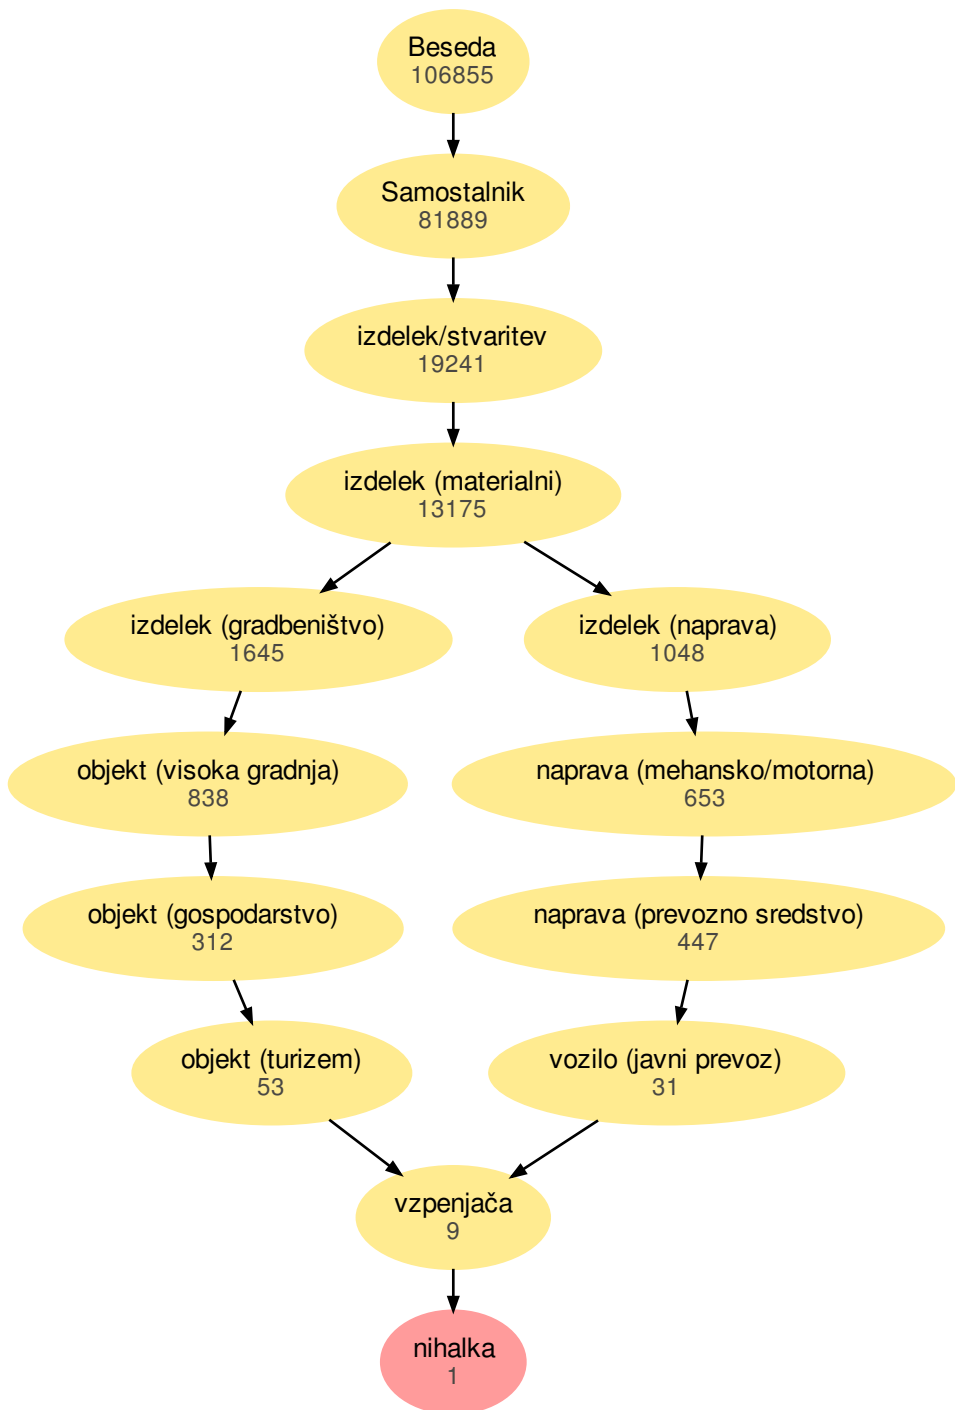 Beseda
106855
Samostalnik
81889
izdelek/stvaritev
19241
izdelek (materialni)
13175
izdelek (gradbeništvo)
1645
izdelek (naprava)
1048
objekt (visoka gradnja)
838
naprava (mehansko/motorna)
653
objekt (gospodarstvo)
312
naprava (prevozno sredstvo)
447
objekt (turizem)
53
vozilo (javni prevoz)
31
vzpenjača
9
nihalka
1